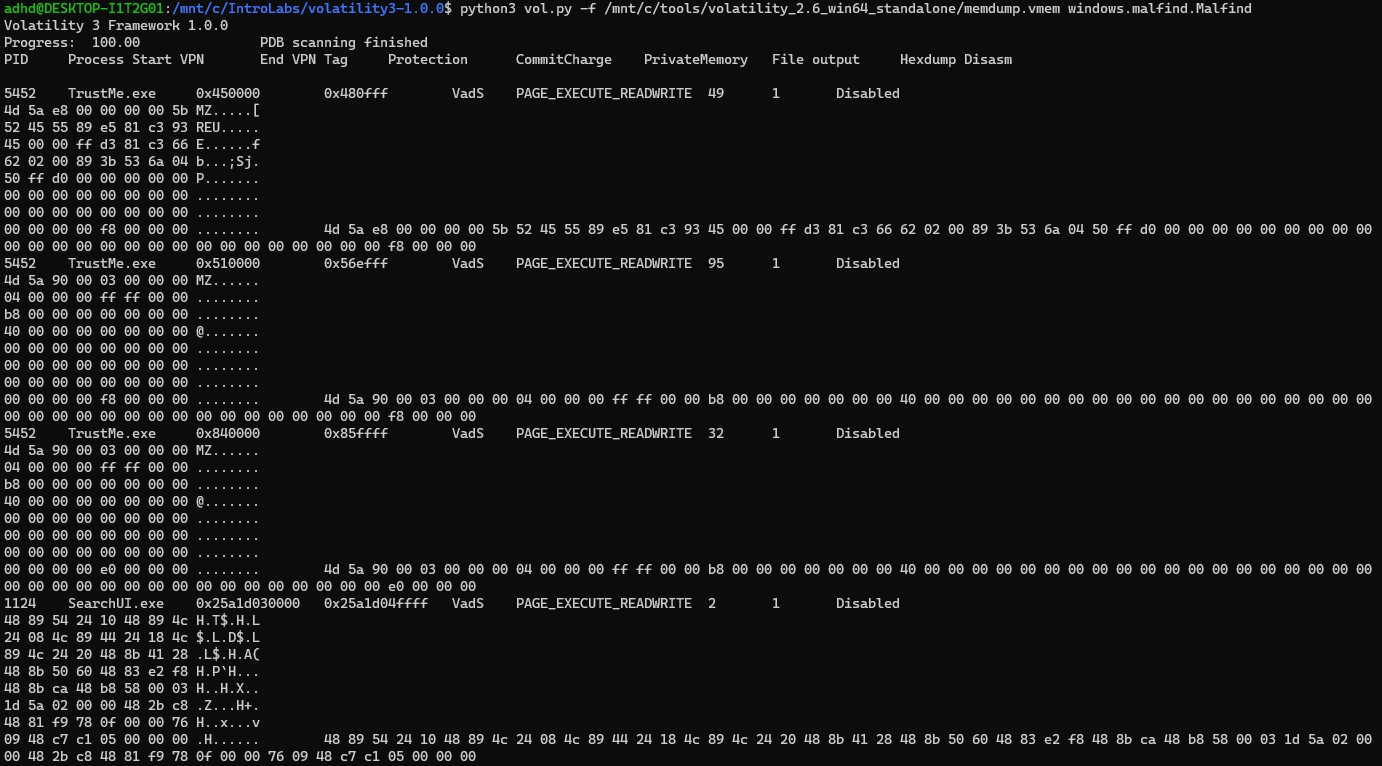 adhd@DESKTOP-I1T2G01:/mnt/c/IntroLabs/volatility3-1.0.0$ python3 vol.py -f /mnt/c/tools/volatility_2.6_win64_standalone/memdump.vmem windows.malfind.Malfind
Volatility 3 Framework 1.0.0
Progress:  100.00               PDB scanning finished
PID     Process Start VPN       End VPN Tag     Protection      CommitCharge    PrivateMemory   File output     Hexdump Disasm

5452    TrustMe.exe     0x450000        0x480fff        VadS    PAGE_EXECUTE_READWRITE  49      1       Disabled
4d 5a e8 00 00 00 00 5b MZ.....[
52 45 55 89 e5 81 c3 93 REU.....
45 00 00 ff d3 81 c3 66 E......f
62 02 00 89 3b 53 6a 04 b...;Sj.
50 ff d0 00 00 00 00 00 P.......
00 00 00 00 00 00 00 00 ........
00 00 00 00 00 00 00 00 ........
00 00 00 00 f8 00 00 00 ........        4d 5a e8 00 00 00 00 5b 52 45 55 89 e5 81 c3 93 45 00 00 ff d3 81 c3 66 62 02 00 89 3b 53 6a 04 50 ff d0 00 00 00 00 00 00 00 00 00
00 00 00 00 00 00 00 00 00 00 00 00 00 00 00 00 f8 00 00 00
5452    TrustMe.exe     0x510000        0x56efff        VadS    PAGE_EXECUTE_READWRITE  95      1       Disabled
4d 5a 90 00 03 00 00 00 MZ......
04 00 00 00 ff ff 00 00 ........
b8 00 00 00 00 00 00 00 ........
40 00 00 00 00 00 00 00 @.......
00 00 00 00 00 00 00 00 ........
00 00 00 00 00 00 00 00 ........
00 00 00 00 00 00 00 00 ........
00 00 00 00 f8 00 00 00 ........        4d 5a 90 00 03 00 00 00 04 00 00 00 ff ff 00 00 b8 00 00 00 00 00 00 00 40 00 00 00 00 00 00 00 00 00 00 00 00 00 00 00 00 00 00 00
00 00 00 00 00 00 00 00 00 00 00 00 00 00 00 00 f8 00 00 00
5452    TrustMe.exe     0x840000        0x85ffff        VadS    PAGE_EXECUTE_READWRITE  32      1       Disabled
4d 5a 90 00 03 00 00 00 MZ......
04 00 00 00 ff ff 00 00 ........
b8 00 00 00 00 00 00 00 ........
40 00 00 00 00 00 00 00 @.......
00 00 00 00 00 00 00 00 ........
00 00 00 00 00 00 00 00 ........
00 00 00 00 00 00 00 00 ........
00 00 00 00 e0 00 00 00 ........        4d 5a 90 00 03 00 00 00 04 00 00 00 ff ff 00 00 b8 00 00 00 00 00 00 00 40 00 00 00 00 00 00 00 00 00 00 00 00 00 00 00 00 00 00 00
00 00 00 00 00 00 00 00 00 00 00 00 00 00 00 00 e0 00 00 00
1124    SearchUI.exe    0x25a1d030000   0x25a1d04ffff   VadS    PAGE_EXECUTE_READWRITE  2       1       Disabled
48 89 54 24 10 48 89 4c H.T$.H.L
24 08 4c 89 44 24 18 4c $.L.D$.L
89 4c 24 20 48 8b 41 28 .L$.H.A(
48 8b 50 60 48 83 e2 f8 H.P`H...
48 8b ca 48 b8 58 00 03 H..H.X..
1d 5a 02 00 00 48 2b c8 .Z...H+.
48 81 f9 78 0f 00 00 76 H..x...v
09 48 c7 c1 05 00 00 00 .H......        48 89 54 24 10 48 89 4c 24 08 4c 89 44 24 18 4c 89 4c 24 20 48 8b 41 28 48 8b 50 60 48 83 e2 f8 48 8b ca 48 b8 58 00 03 1d 5a 02 00
00 48 2b c8 48 81 f9 78 0f 00 00 76 09 48 c7 c1 05 00 00 00